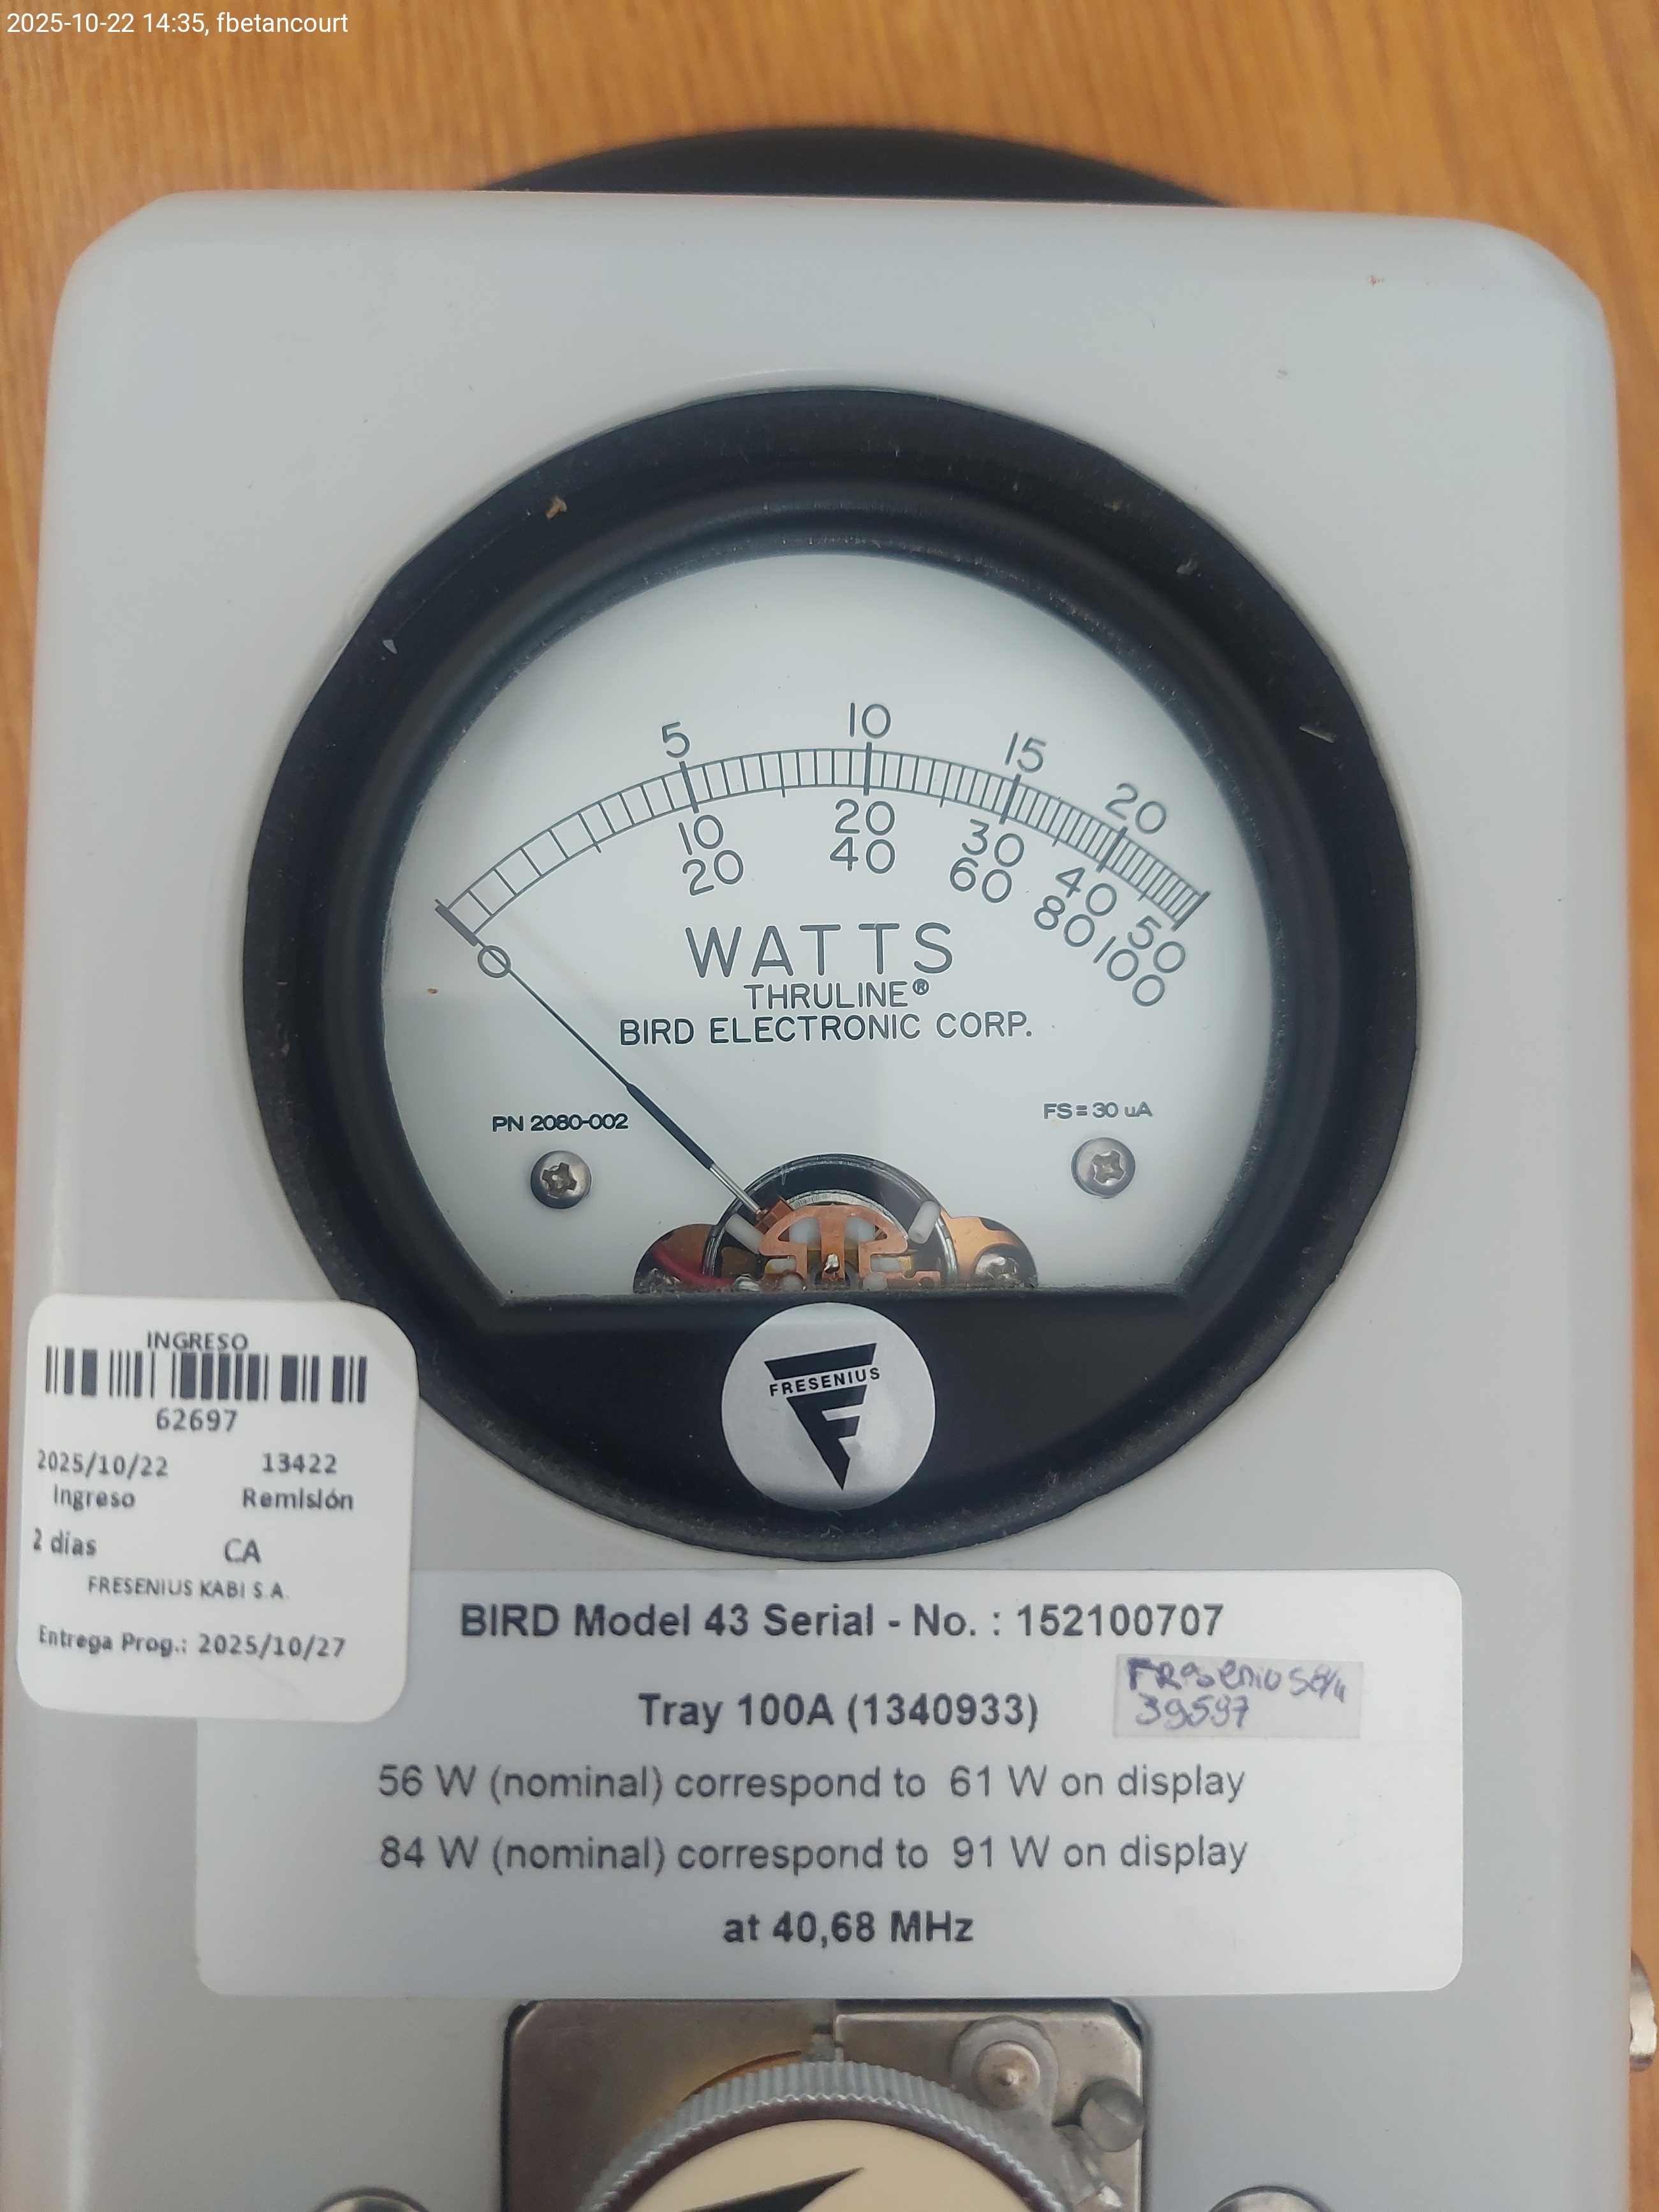 2025-10-22 14:35, fbetancourt
5 10 15 20
10 20 30 40 50
20 40 60 80 100
0
WATTS
THRULINE®
BIRD ELECTRONIC CORP.
PN 2080-002
FS = 30 uA
FRESENIUS
INGRESO
62697
2025/10/22 13422
Ingreso Remisión
2 días CA
FRESENIUS KABI S.A.
Entrega Prog.: 2025/10/27
BIRD Model 43 Serial - No. : 152100707
Tray 100A (1340933)
FResenius
39597
56 W (nominal) correspond to 61 W on display
84 W (nominal) correspond to 91 W on display
at 40,68 MHz